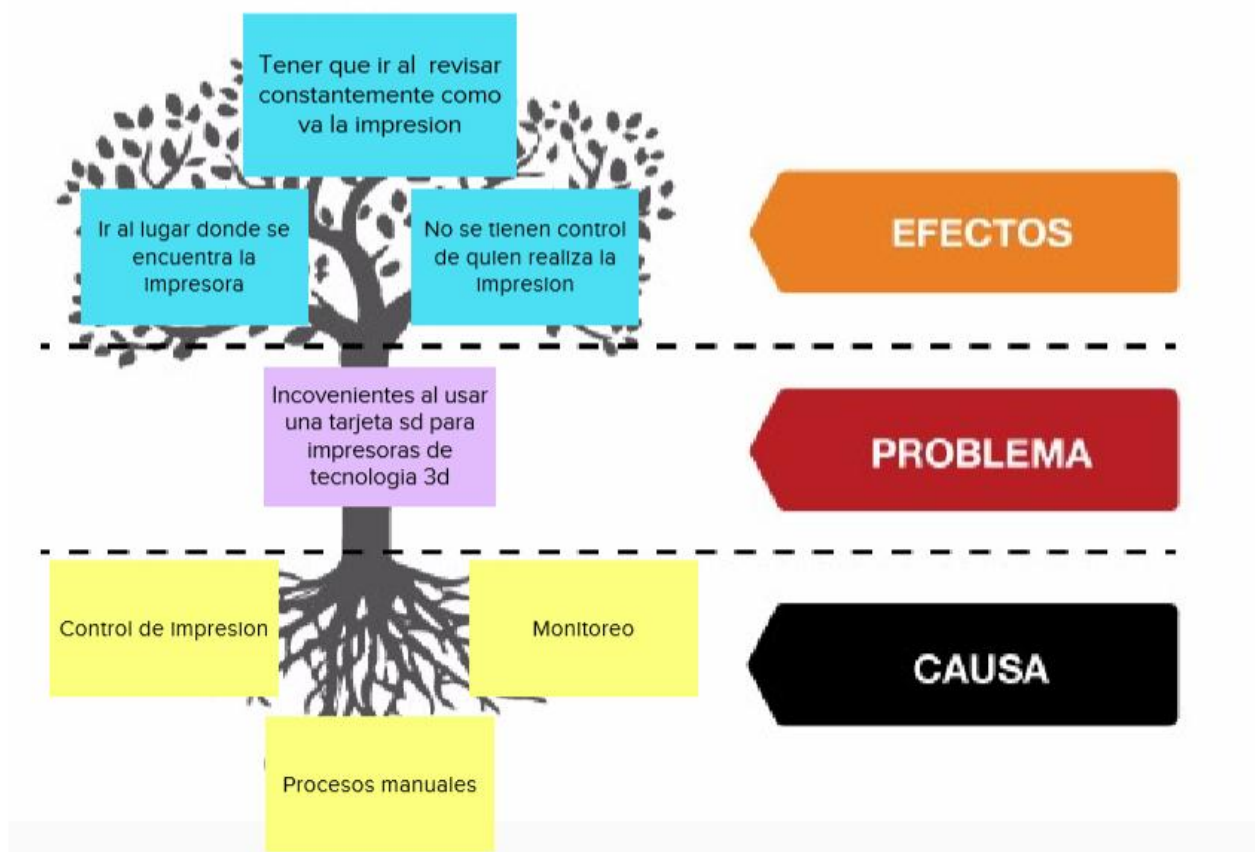 Tener que ir al revisar
constantemente como
va la impresion
Ir al lugar donde se
encuentra la
impresora
No se tienen control
de quien realiza la
impresion
EFECTOS
Incovenientes al usar
una tarjeta sd para
impresoras de
tecnologia 3d
PROBLEMA
Control de impresion
Monitoreo
CAUSA
Procesos manuales